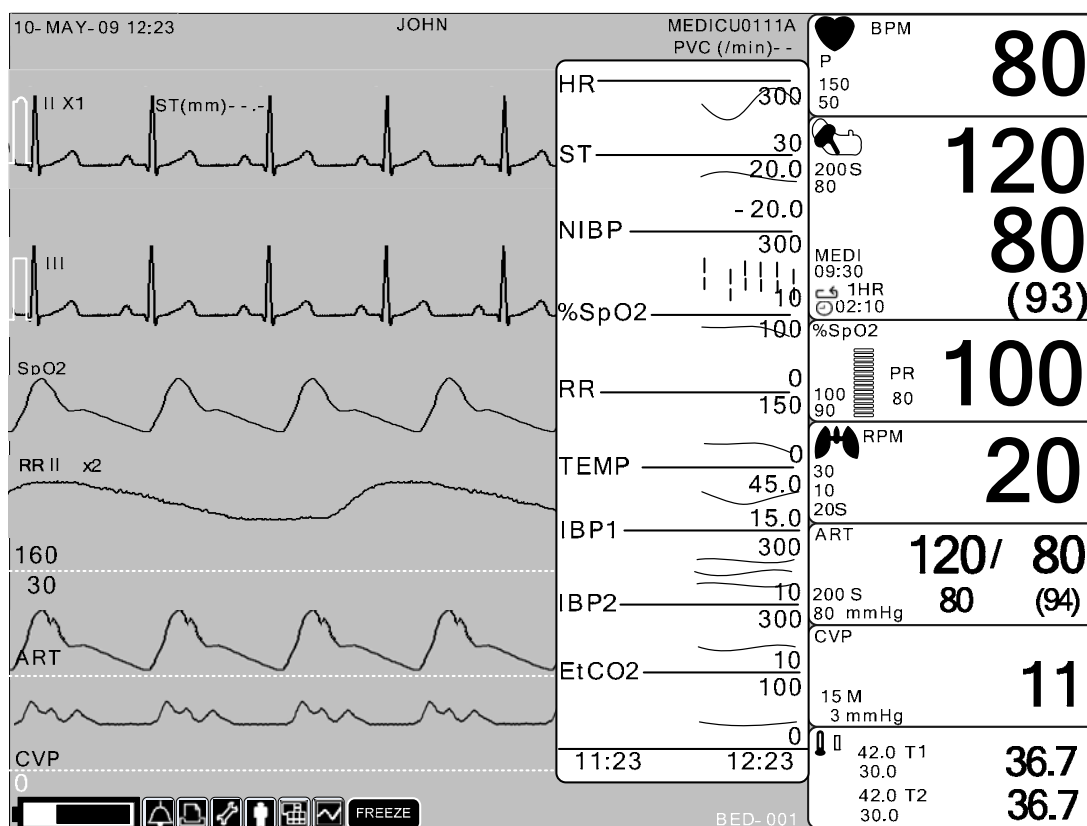 10-MAY-09 12:23 JOHN MEDICU0111A
PVC (/min)--
II X1 ST(mm)--.-
III
SpO2
RR II x2
160
30
ART
CVP
0
FREEZE
BED-001
HR
300
30
ST
20.0
-20.0
NIBP
300
10
%SpO2
100
0
RR
150
0
TEMP
45.0
15.0
IBP1
300
10
IBP2
300
10
EtCO2
100
0
11:23 12:23
BPM
P
150
50
80
200S
80
120
80
(93)
MEDI
09:30
1HR
02:10
%SpO2
100
90
PR
80
100
RPM
30
10
20S
20
ART
120/ 80
200 S
80 mmHg
80 (94)
CVP
11
15 M
3 mmHg
42.0 T1
30.0
36.7
42.0 T2
30.0
36.7